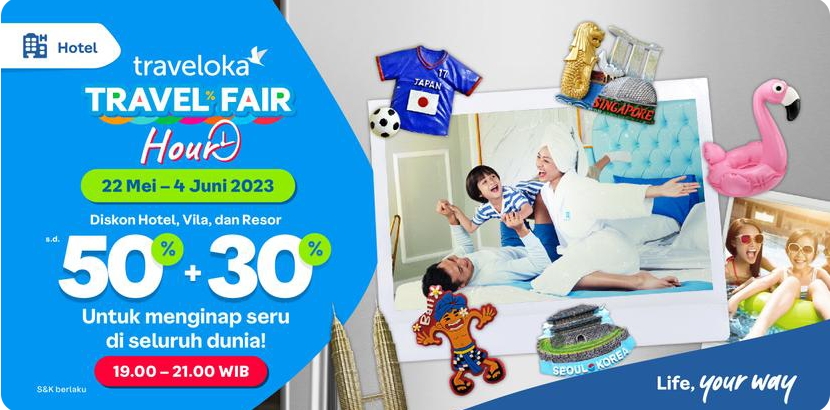 Hotel
traveloka
TRAVEL % FAIR
Hour
22 Mei – 4 Juni 2023
Diskon Hotel, Vila, dan Resor
s.d.
50% + 30%
Untuk menginap seru
di seluruh dunia!
19.00 – 21.00 WIB
S&K berlaku
17
JAPAN
SINGAPORE
Bali
SEOUL KOREA
Life, your way